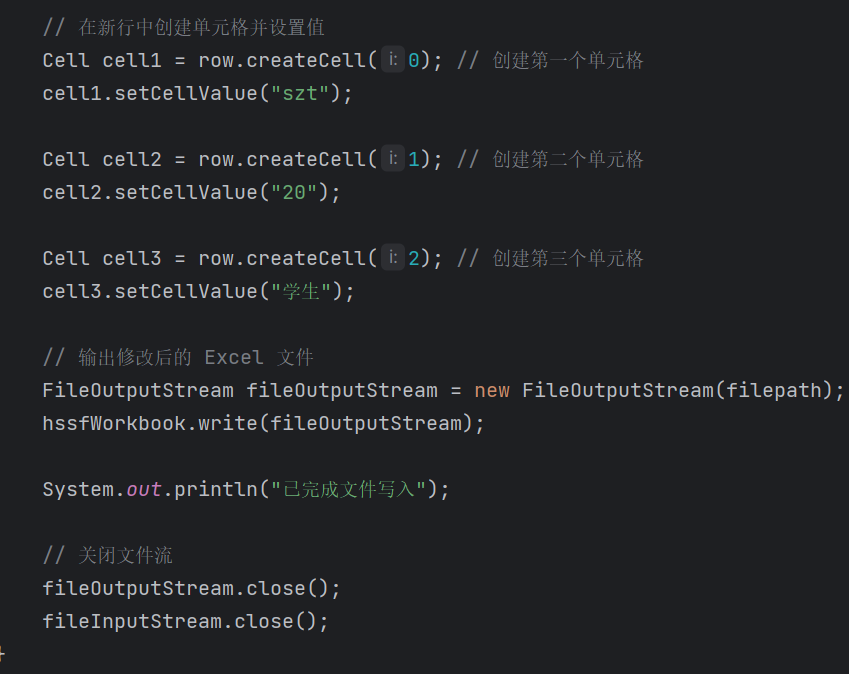 // 在新行中创建单元格并设置值
Cell cell1 = row.createCell( i: 0); // 创建第一个单元格
cell1.setCellValue("szt");
Cell cell2 = row.createCell( i: 1); // 创建第二个单元格
cell2.setCellValue("20");
Cell cell3 = row.createCell( i: 2); // 创建第三个单元格
cell3.setCellValue("学生");
// 输出修改后的 Excel 文件
FileOutputStream fileOutputStream = new FileOutputStream(filepath);
hssfWorkbook.write(fileOutputStream);
System.out.println("已完成文件写入");
// 关闭文件流
fileOutputStream.close();
fileInputStream.close();
}